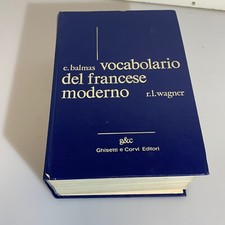 e. balmas vocabolario
del francese
moderno r.l. wagner
g&c
Ghisetti e Corvi Editori